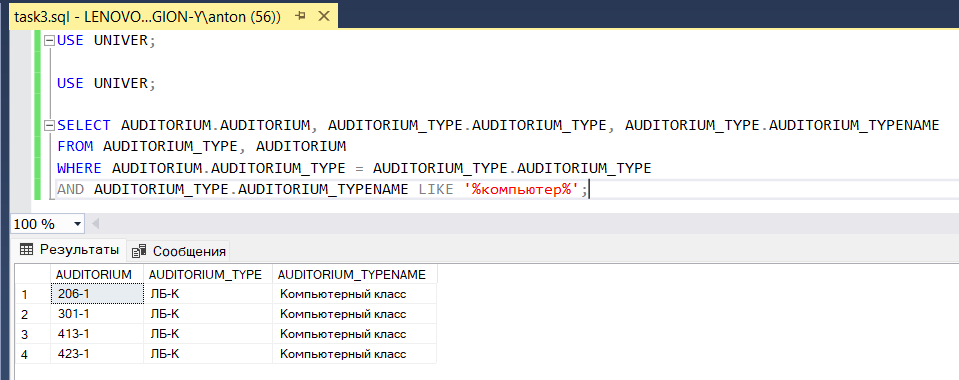 task3.sql - LENOVO...GION-Y\anton (56))
USE UNIVER;
USE UNIVER;
SELECT AUDITORIUM.AUDITORIUM, AUDITORIUM_TYPE.AUDITORIUM_TYPE, AUDITORIUM_TYPE.AUDITORIUM_TYPENAME
FROM AUDITORIUM_TYPE, AUDITORIUM
WHERE AUDITORIUM.AUDITORIUM_TYPE = AUDITORIUM_TYPE.AUDITORIUM_TYPE
AND AUDITORIUM_TYPE.AUDITORIUM_TYPENAME LIKE '%компьютер%';
100 %
Результаты Сообщения
AUDITORIUM AUDITORIUM_TYPE AUDITORIUM_TYPENAME
1 206-1 ЛБ-К Компьютерный класс
2 301-1 ЛБ-К Компьютерный класс
3 413-1 ЛБ-К Компьютерный класс
4 423-1 ЛБ-К Компьютерный класс